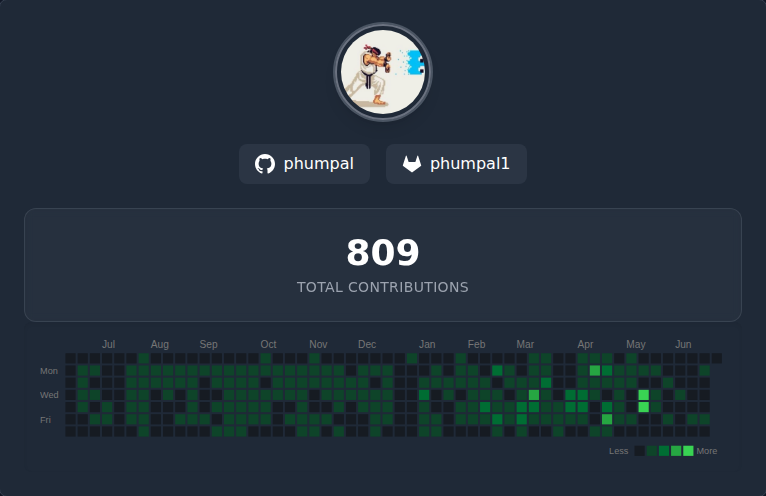 phumpal phumpal1
809
TOTAL CONTRIBUTIONS
Jul Aug Sep Oct Nov Dec Jan Feb Mar Apr May Jun
Mon
Wed
Fri
Less More